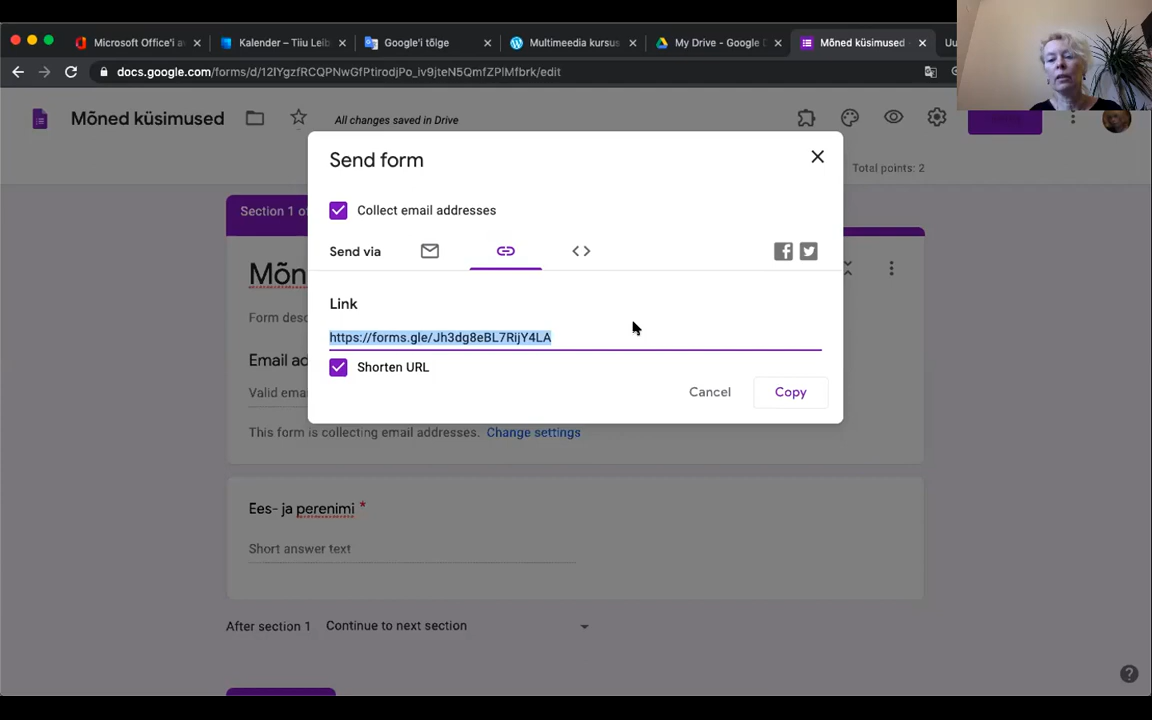 Microsoft Office'i a
Kalender – Tiiu Leib
Google'i tõlge
Multimeedia kursus
My Drive - Google D
Mõned küsimused
Uu
docs.google.com/forms/d/12IYgzfRCQPNwGfPtirodjPo_iv9jteN5QmfZPlMfbrk/edit
Mõned küsimused
All changes saved in Drive
Total points: 2
Send form
Section 1 o
Collect email addresses
Send via
Mõn
Link
Form desc
https://forms.gle/Jh3dg8eBL7RijY4LA
Email ad
Shorten URL
Valid emai
Cancel
Copy
This form is collecting email addresses. Change settings
Ees- ja perenimi *
Short answer text
After section 1
Continue to next section